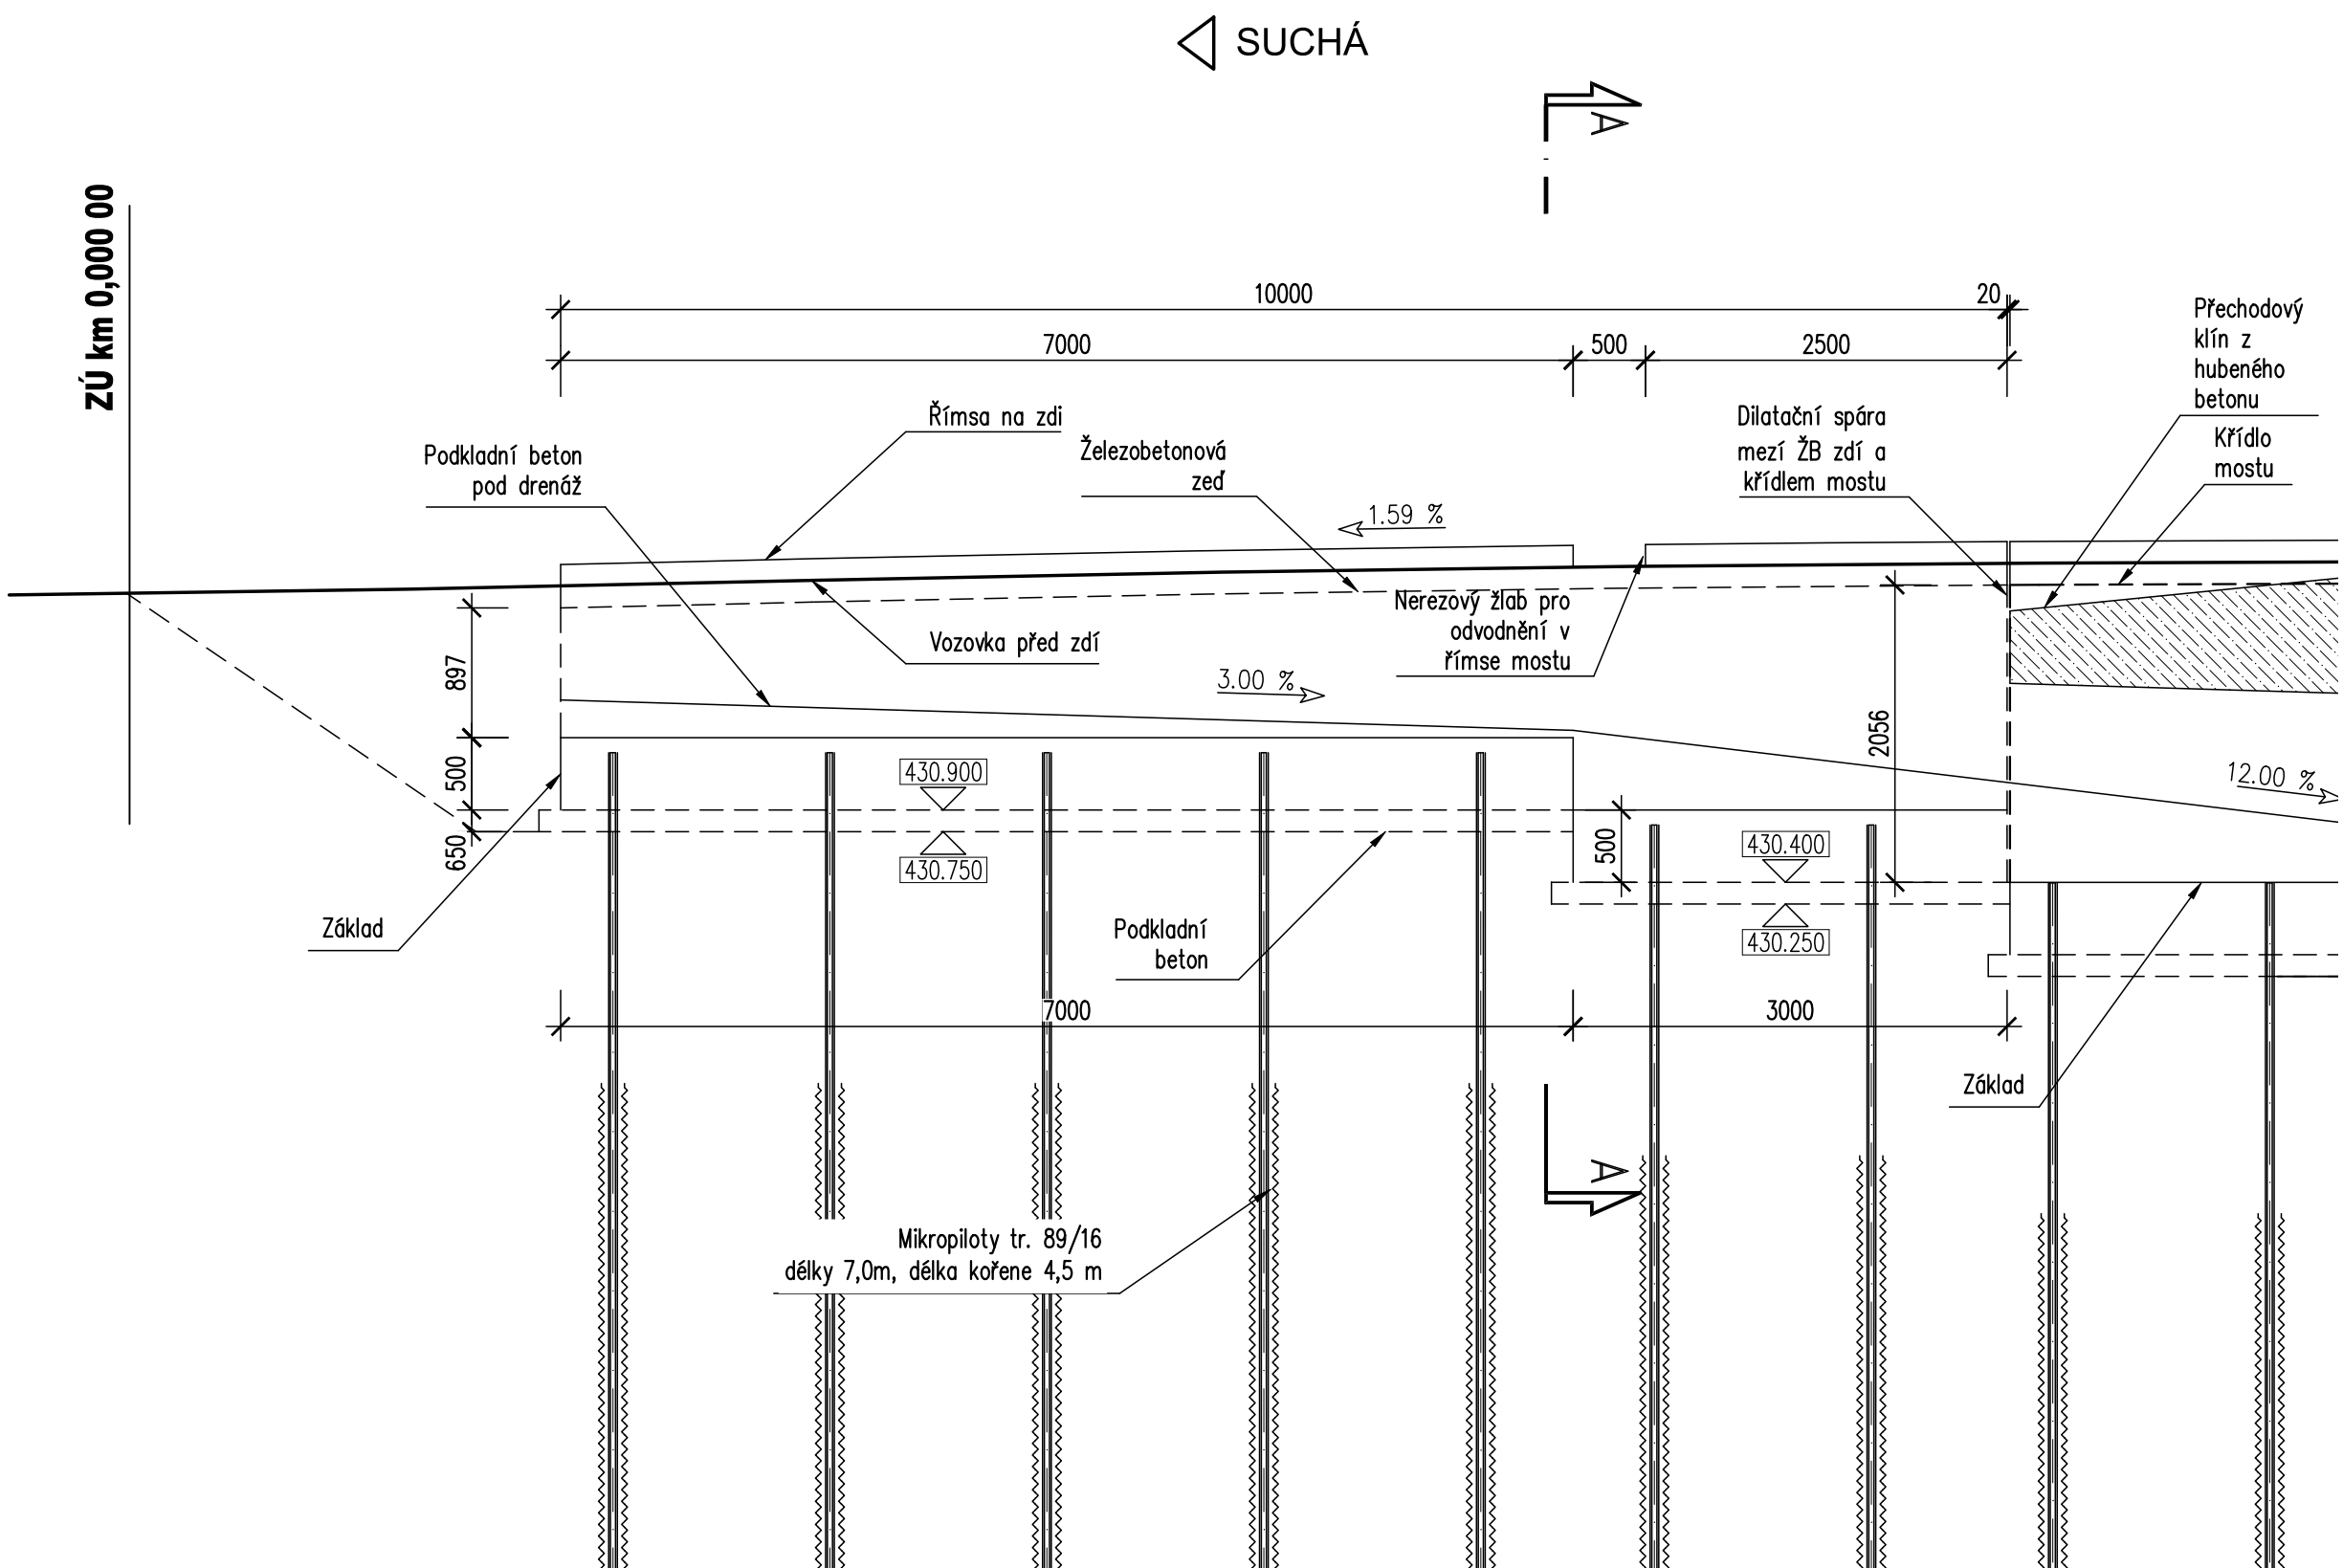 SUCHÁ
A
ZÚ km 0,000 00
10000
20
7000
500
2500
Přechodový
klín z
hubeného
betonu
Římsa na zdi
Železobetonová
zeď
Dilatační spára
mezí ŽB zdí a
křídlem mostu
Křídlo
mostu
Podkladní beton
pod drenáž
1.59 %
Nerezový žlab pro
odvodnění v
římse mostu
Vozovka před zdí
897
3.00 %
2056
500
430.900
12.00 %
650
430.750
500
430.400
430.250
Základ
Podkladní
beton
7000
3000
Základ
A
Mikropiloty tr. 89/16
délky 7,0m, délka kořene 4,5 m